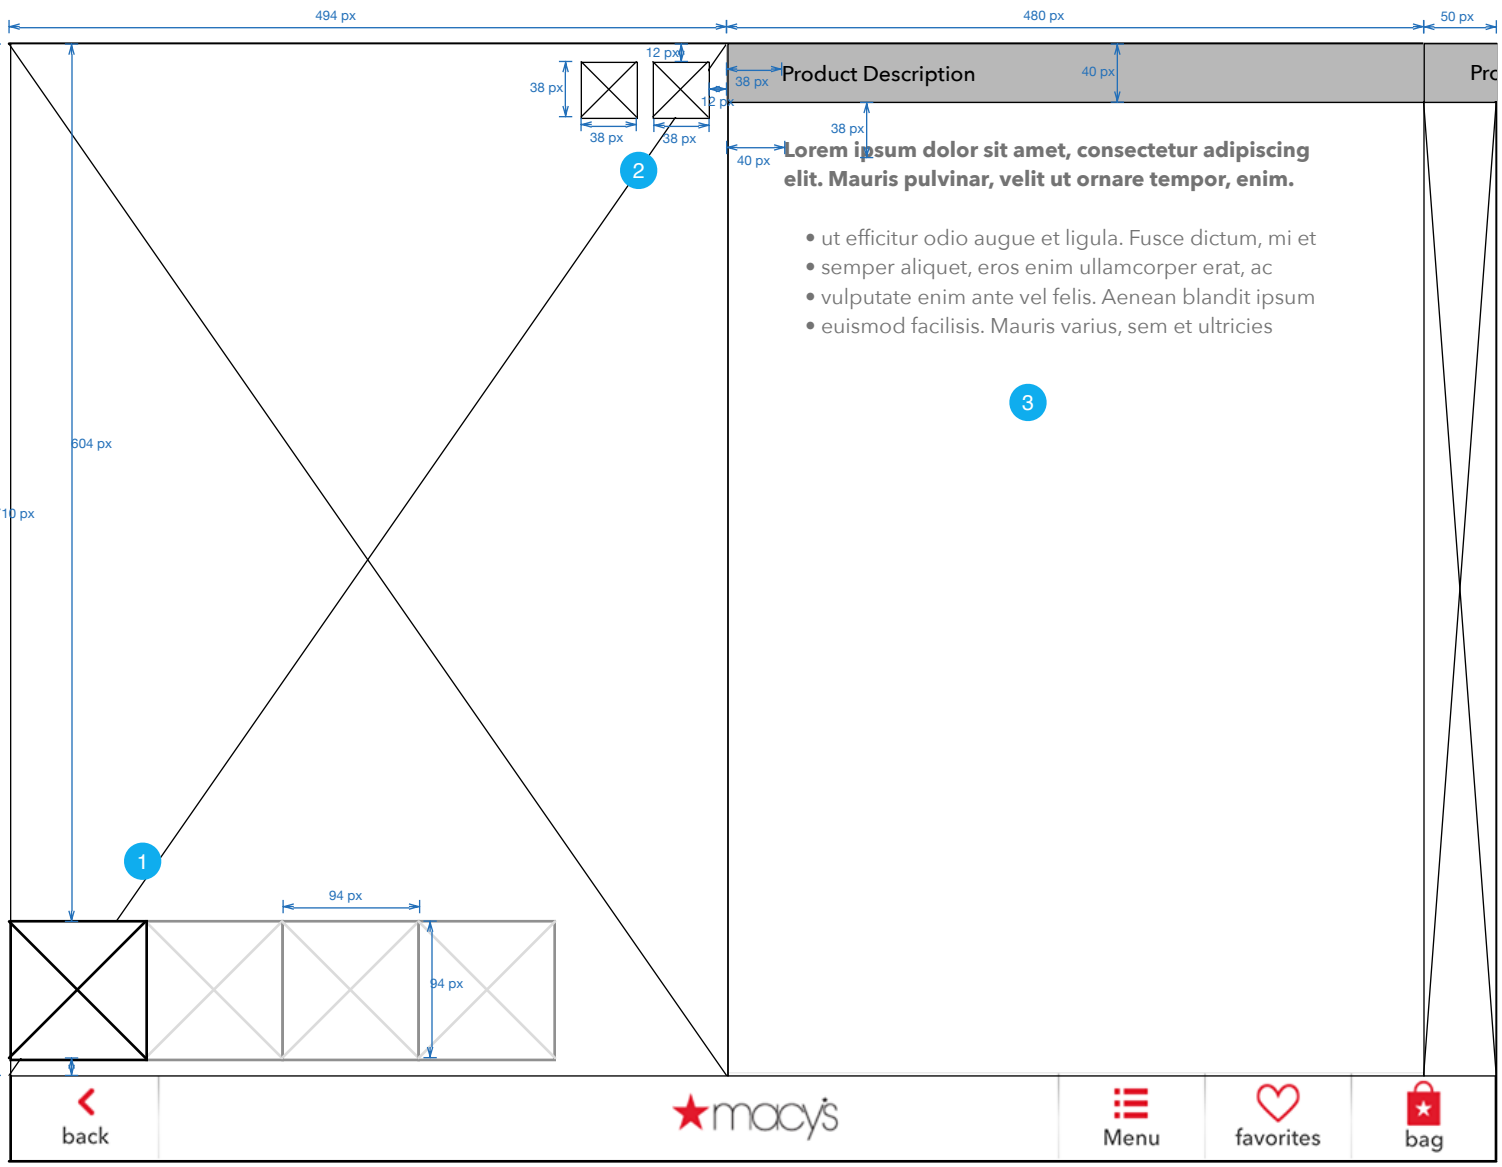 494 px
480 px
50 px
12 px
38 px
38 px
38 px
12 px
38 px
Product Description
40 px
38 px
40 px
2
Lorem ipsum dolor sit amet, consectetur adipiscing
elit. Mauris pulvinar, velit ut ornare tempor, enim.
• ut efficitur odio augue et ligula. Fusce dictum, mi et
• semper aliquet, eros enim ullamcorper erat, ac
• vulputate enim ante vel felis. Aenean blandit ipsum
• euismod facilisis. Mauris varius, sem et ultricies
3
604 px
10 px
1
94 px
94 px
back
macy's
Menu
favorites
bag